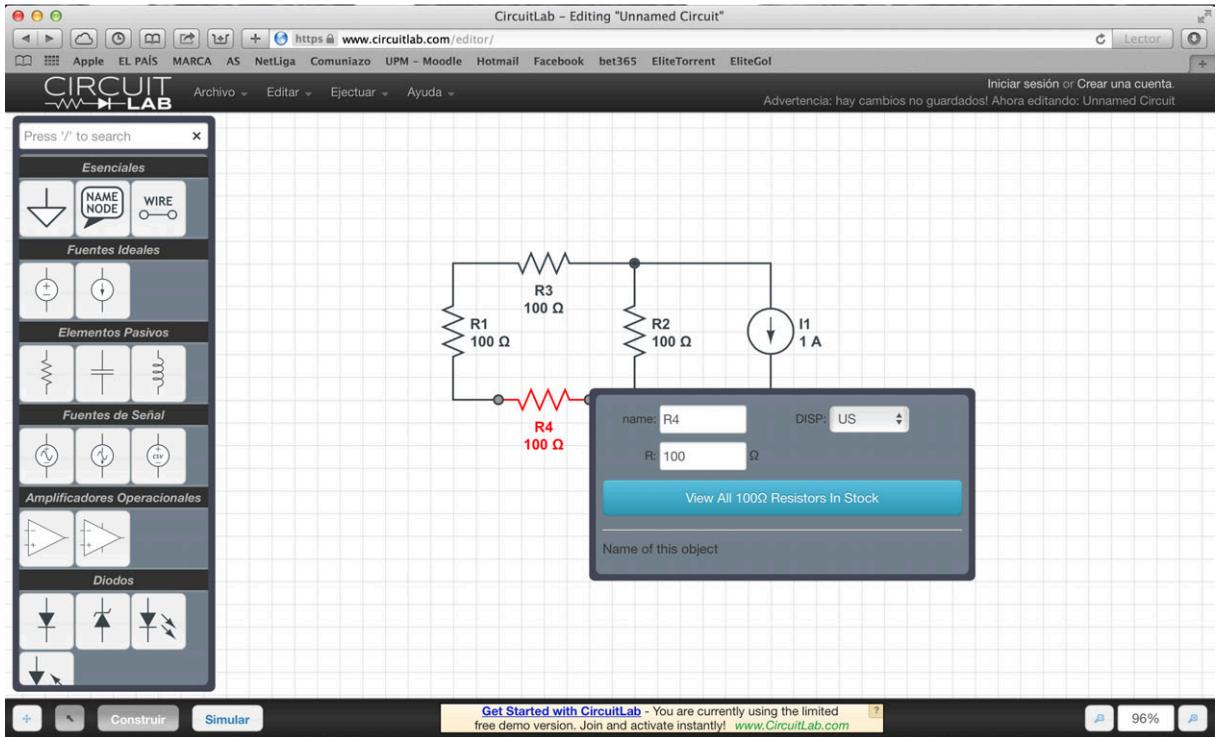 CircuitLab – Editing "Unnamed Circuit"
https www.circuitlab.com/editor/
Lector
Apple EL PAÍS MARCA AS NetLiga Comuniazo UPM – Moodle Hotmail Facebook bet365 EliteTorrent EliteGol
CIRCUIT
LAB
Archivo Editar Ejectuar Ayuda
Iniciar sesión or Crear una cuenta.
Advertencia: hay cambios no guardados! Ahora editando: Unnamed Circuit
Press '/' to search ×
Esenciales
NAME
NODE
WIRE
Fuentes Ideales
Elementos Pasivos
Fuentes de Señal
csv
Amplificadores Operacionales
Diodos
R3
100 Ω
R1
100 Ω
R2
100 Ω
I1
1 A
R4
100 Ω
name: R4
DISP: US
R: 100 Ω
View All 100Ω Resistors In Stock
Name of this object
Construir
Simular
Get Started with CircuitLab - You are currently using the limited
free demo version. Join and activate instantly! www.CircuitLab.com
?
96%